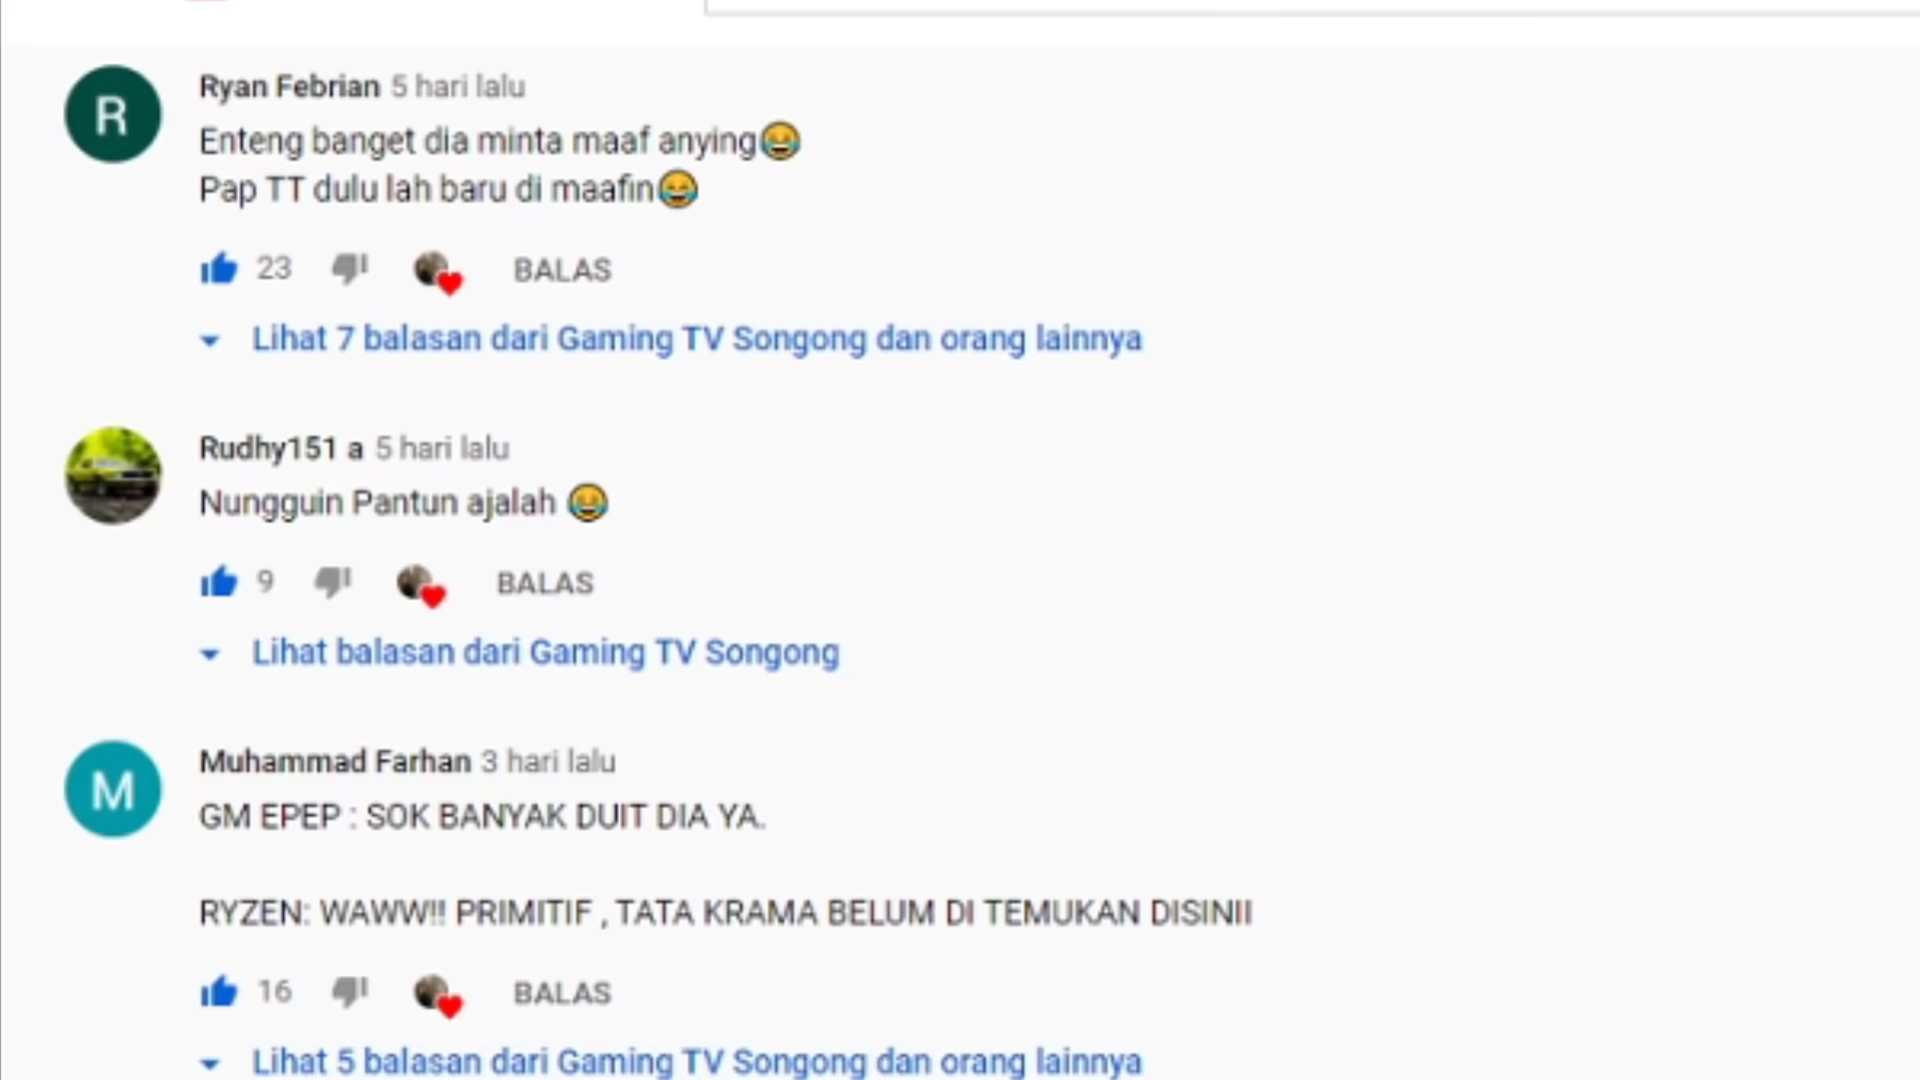 R
Ryan Febrian 5 hari lalu
Enteng banget dia minta maaf anying😂
Pap TT dulu lah baru di maafin😂
23 BALAS
Lihat 7 balasan dari Gaming TV Songong dan orang lainnya
Rudhy151 a 5 hari lalu
Nungguin Pantun ajalah 😂
9 BALAS
Lihat balasan dari Gaming TV Songong
M
Muhammad Farhan 3 hari lalu
GM EPEP : SOK BANYAK DUIT DIA YA.
RYZEN: WAWW!! PRIMITIF , TATA KRAMA BELUM DI TEMUKAN DISINII
16 BALAS
Lihat 5 balasan dari Gaming TV Songong dan orang lainnya